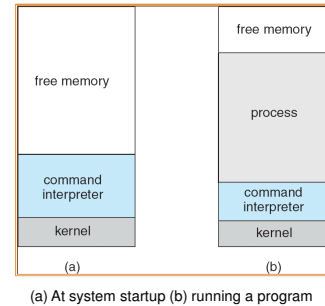 free memory
command
interpreter
kernel
(a)
free memory
process
command
interpreter
kernel
(b)
(a) At system startup (b) running a program